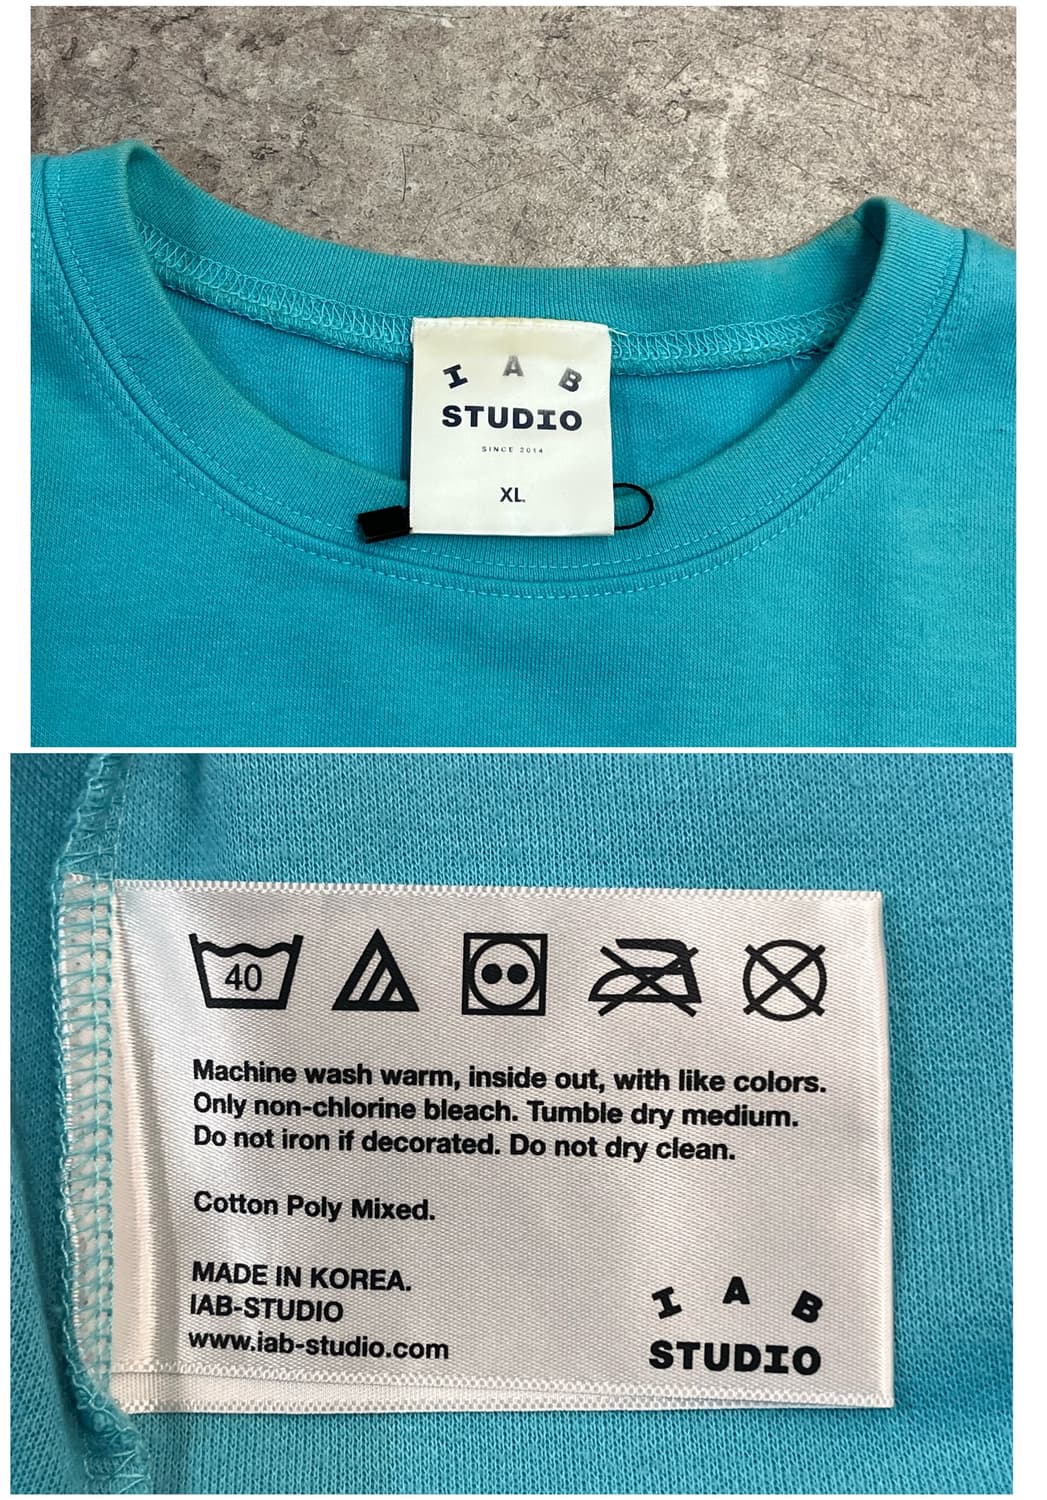 I A B
STUDIO
SINCE 2014
XL
40
Machine wash warm, inside out, with like colors.
Only non-chlorine bleach. Tumble dry medium.
Do not iron if decorated. Do not dry clean.
Cotton Poly Mixed.
MADE IN KOREA.
IAB-STUDIO
www.iab-studio.com
I A B
STUDIO